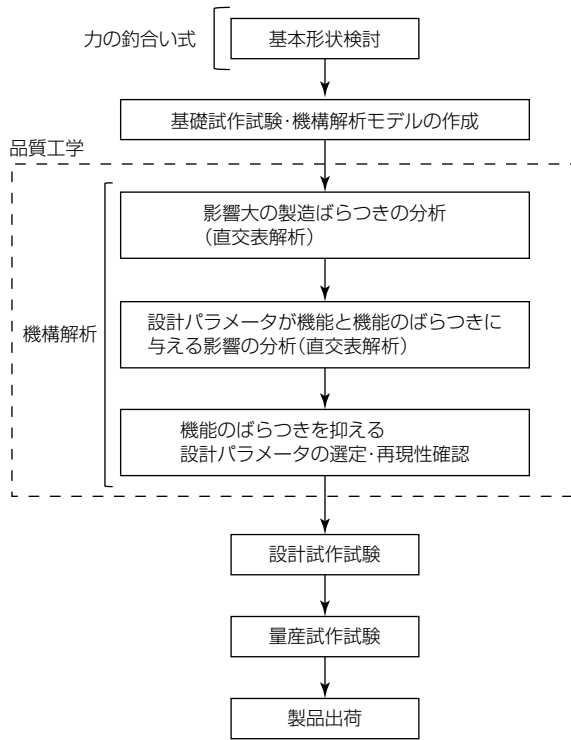 力の釣合い式
基本形状検討
基礎試作試験・機構解析モデルの作成
品質工学
影響大の製造ばらつきの分析
(直交表解析)
機構解析
設計パラメータが機能と機能のばらつきに
与える影響の分析(直交表解析)
機能のばらつきを抑える
設計パラメータの選定・再現性確認
設計試作試験
量産試作試験
製品出荷